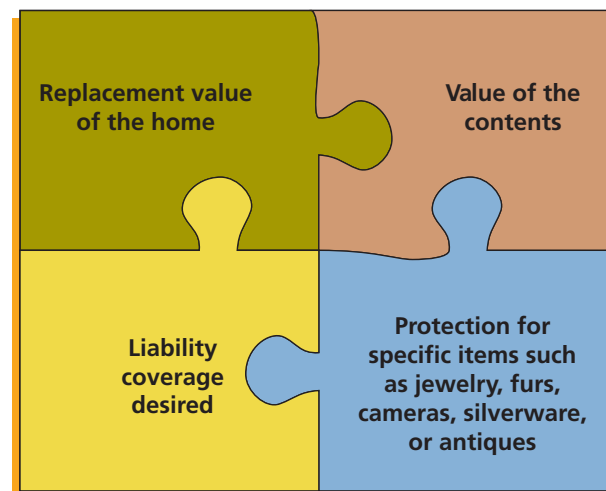 Replacement value
of the home
Value of the
contents
Liability
coverage
desired
Protection for
specific items such
as jewelry, furs,
cameras, silverware,
or antiques